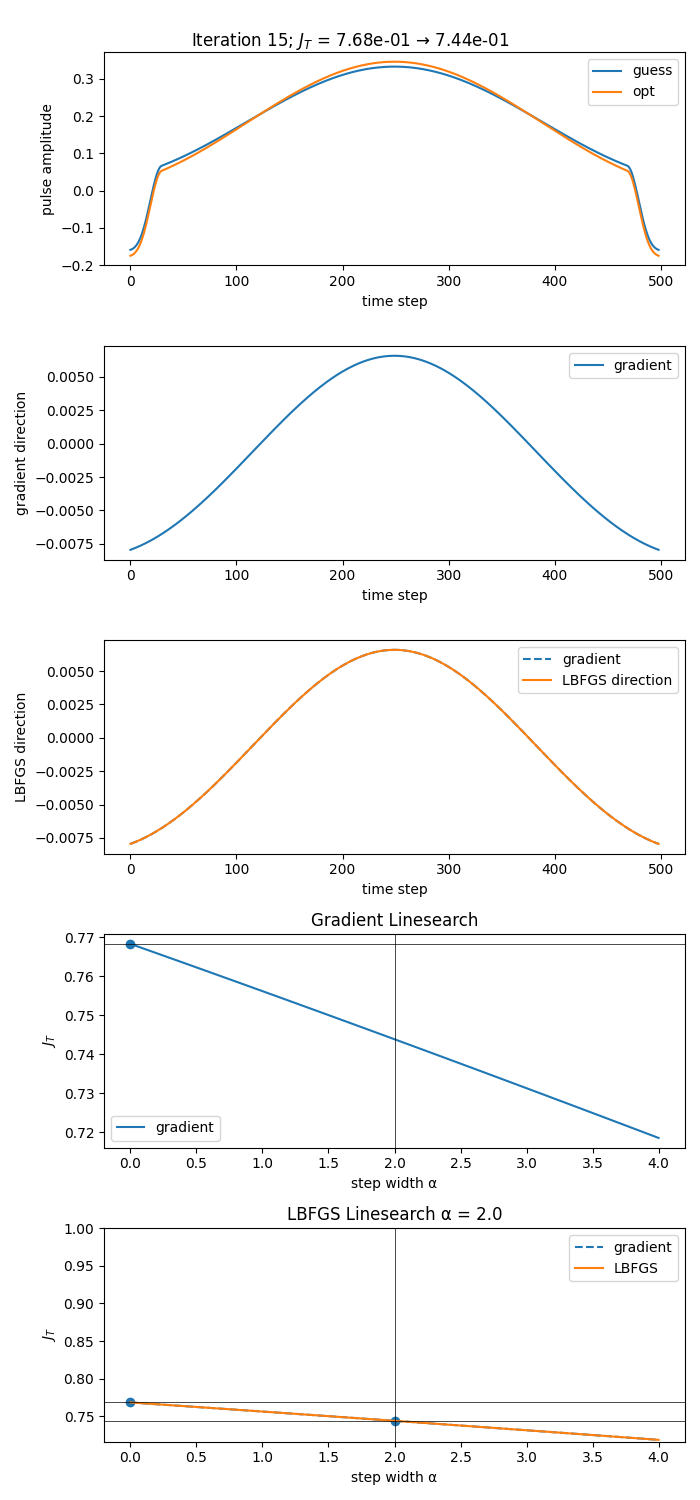 Iteration 15; J_T = 7.68e-01 → 7.44e-01
0.3
0.2
0.1
0.0
−0.1
−0.2
pulse amplitude
guess
opt
0 100 200 300 400 500
time step
0.0050
0.0025
0.0000
−0.0025
−0.0050
−0.0075
gradient direction
gradient
0 100 200 300 400 500
time step
0.0050
0.0025
0.0000
−0.0025
−0.0050
−0.0075
LBFGS direction
gradient
LBFGS direction
0 100 200 300 400 500
time step
Gradient Linesearch
0.77
0.76
0.75
0.74
0.73
0.72
J_T
gradient
0.0 0.5 1.0 1.5 2.0 2.5 3.0 3.5 4.0
step width α
LBFGS Linesearch α = 2.0
1.00
0.95
0.90
0.85
0.80
0.75
J_T
gradient
LBFGS
0.0 0.5 1.0 1.5 2.0 2.5 3.0 3.5 4.0
step width α